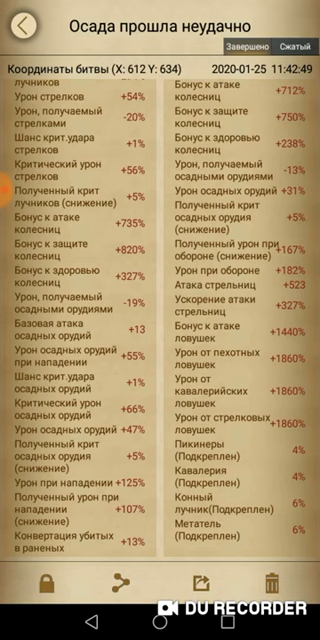 Осада прошла неудачно
Завершено
Сжатый
Координаты битвы (X: 612 Y: 634) 2020-01-25 11:42:49
лучников
Урон стрелков +54%
Урон, получаемый
стрелками -20%
Шанс крит.удара
стрелков +1%
Критический урон
стрелков +56%
Полученный крит
лучников (снижение) +5%
Бонус к атаке
колесниц +735%
Бонус к защите
колесниц +820%
Бонус к здоровью
колесниц +327%
Урон, получаемый
осадными орудиями -19%
Базовая атака
осадных орудий +13
Урон осадных орудий
при нападении +55%
Шанс крит.удара
осадных орудий +1%
Критический урон
осадных орудий +66%
Урон осадных орудий +47%
Полученный крит
осадных орудия
(снижение) +5%
Урон при нападении +125%
Полученный урон при
нападении
(снижение) +107%
Конвертация убитых
в раненых +13%
Бонус к атаке
колесниц +712%
Бонус к защите
колесниц +750%
Бонус к здоровью
колесниц +238%
Урон, получаемый
осадными орудиями -13%
Урон осадных орудий +31%
Полученный крит
осадных орудия
(снижение) +5%
Полученный урон при
обороне (снижение) +167%
Урон при обороне +182%
Атака стрельниц +523
Ускорение атаки
стрельниц +327%
Бонус к атаке
ловушек +1440%
Урон от пехотных
ловушек +1860%
Урон от
кавалерийских
ловушек +1860%
Урон от стрелковых
ловушек +1860%
Пикинеры
(Подкреплен) 4%
Кавалерия
(Подкреплен) 4%
Конный
лучник(Подкреплен) 6%
Метатель
(Подкреплен) 6%
DU RECORDER